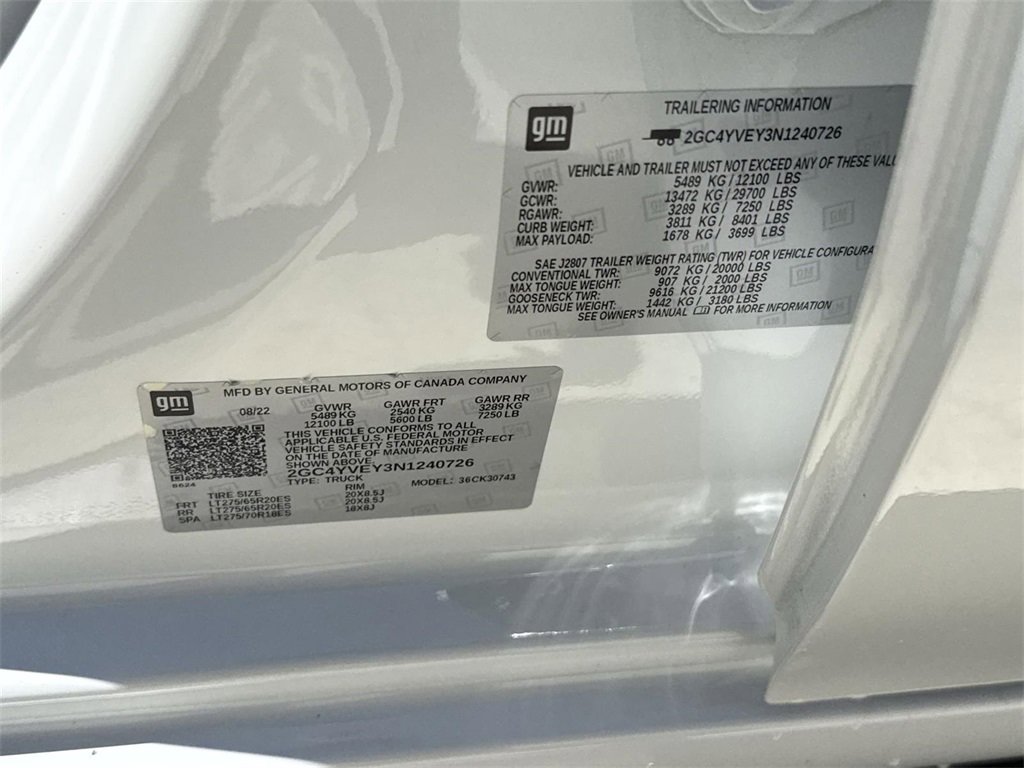 gm
TRAILERING INFORMATION
2GC4YVEY3N1240726
VEHICLE AND TRAILER MUST NOT EXCEED ANY OF THESE
GVWR: 5489 KG / 12100 LBS
GCWR: 13472 KG / 29700 LBS
RGAWR: 3289 KG / 7250 LBS
CURB WEIGHT: 3811 KG / 8401 LBS
MAX PAYLOAD: 1678 KG / 3699 LBS
SAE J2807 TRAILER WEIGHT RATING (TWR) FOR VEHICLE
CONVENTIONAL TWR: 9072 KG / 20000 LBS
MAX TONGUE WEIGHT: 907 KG / 2000 LBS
GOOSENECK TWR: 9616 KG / 21200 LBS
MAX TONGUE WEIGHT: 1442 KG / 3180 LBS
SEE OWNER'S MANUAL FOR MORE INFORMATION
gm
MFD BY GENERAL MOTORS OF CANADA COMPANY
08/22 GVWR GAWR FRT GAWR RR
5489 KG 2540 KG 3289 KG
12100 LB 5600 LB 7250 LB
THIS VEHICLE CONFORMS TO ALL
APPLICABLE U.S. FEDERAL MOTOR
VEHICLE SAFETY STANDARDS IN EFFECT
ON THE DATE OF MANUFACTURE
SHOWN ABOVE.
2GC4YVEY3N1240726
TYPE: TRUCK MODEL: 36CK30743
8624
TIRE SIZE RIM
FRT LT275/65R20ES 20X8.5J
RR LT275/65R20ES 20X8.5J
SPA LT275/70R18ES 18X8J